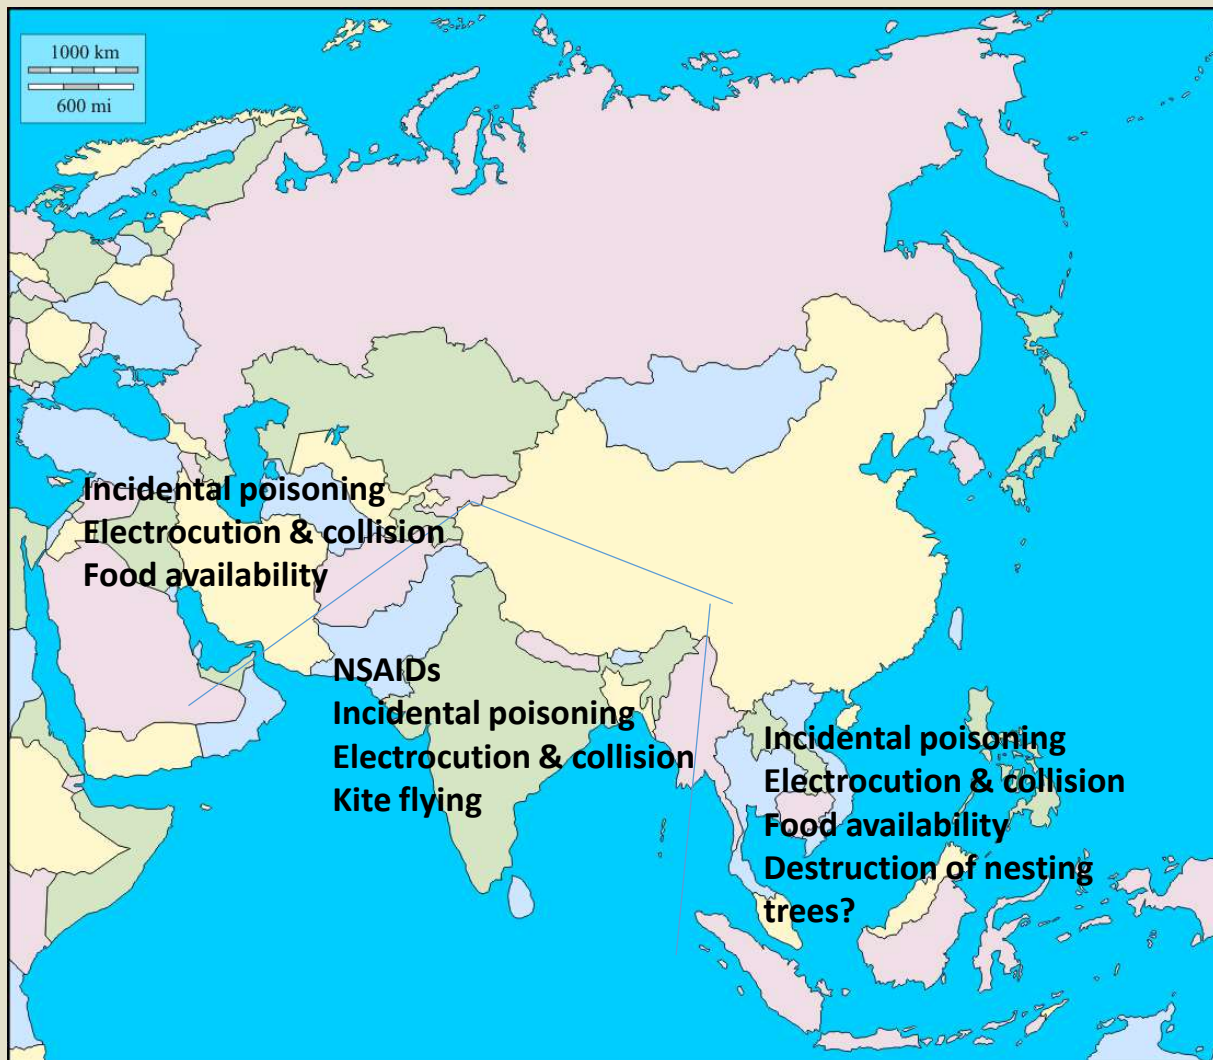 1000 km
600 mi
Incidental poisoning
Electrocution & collision
Food availability
NSAIDs
Incidental poisoning
Electrocution & collision
Kite flying
Incidental poisoning
Electrocution & collision
Food availability
Destruction of nesting
trees?